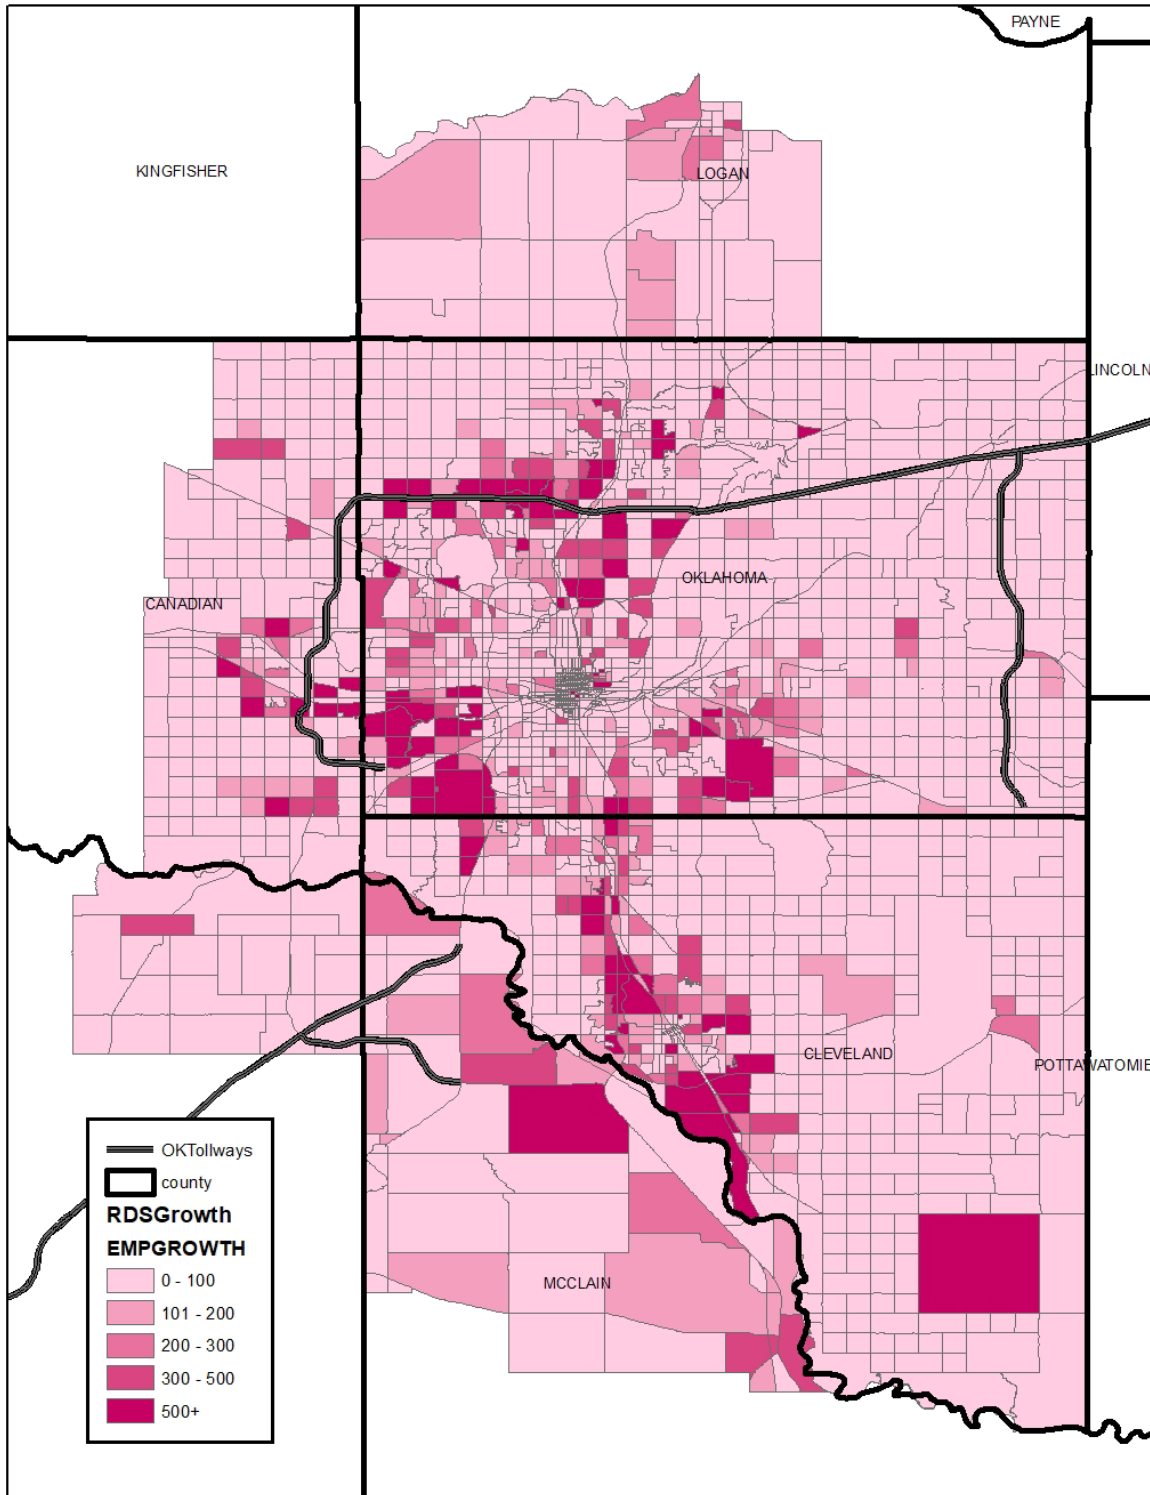 PAYNE
KINGFISHER
LOGAN
LINCOLN
OKLAHOMA
CANADIAN
CLEVELAND
POTTAWATOMIE
MCCLAIN
OKTollways
county
RDSGrowth
EMPGROWTH
0 - 100
101 - 200
200 - 300
300 - 500
500+